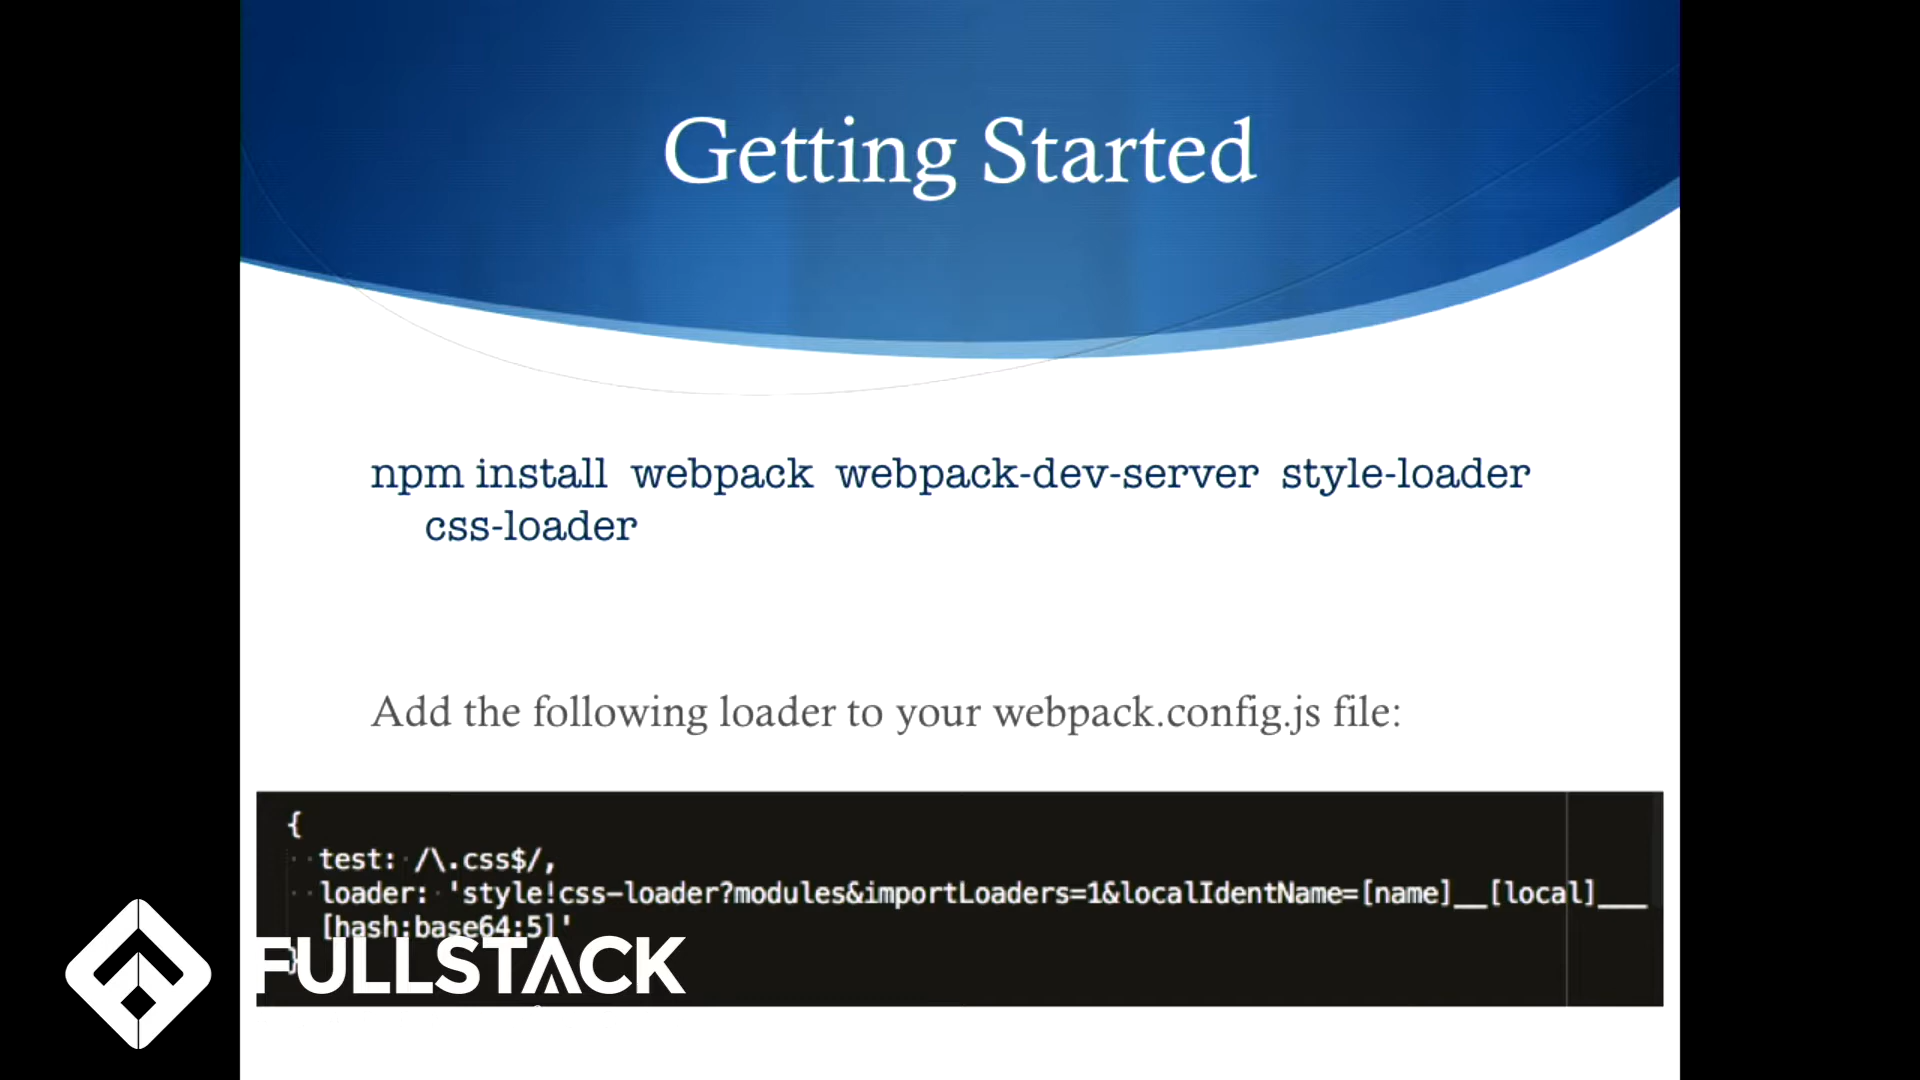 Getting Started
npm install webpack webpack-dev-server style-loader
css-loader
Add the following loader to your webpack.config.js file:
{
test: /\.css$/,
loader: 'style!css-loader?modules&importLoaders=1&localIdentName=[name]__[local]___
[hash:base64:5]'
}
FULLSTACK